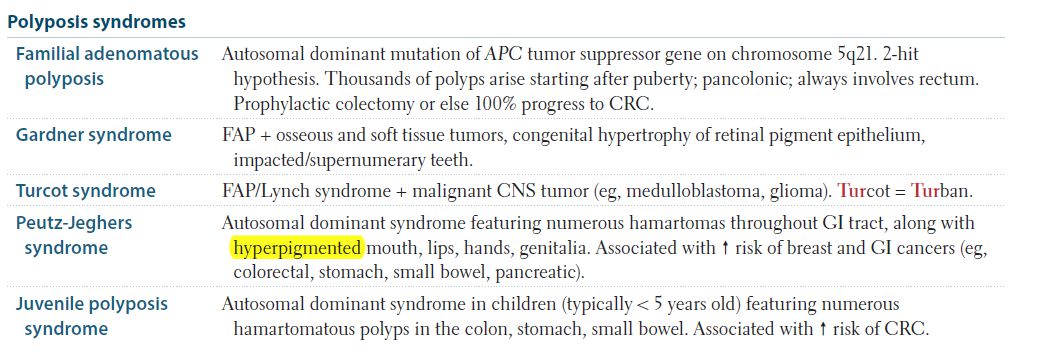 Polyposis syndromes
Familial adenomatous polyposis
Autosomal dominant mutation of APC tumor suppressor gene on chromosome 5q21. 2-hit
hypothesis. Thousands of polyps arise starting after puberty; pancolonic; always involves rectum.
Prophylactic colectomy or else 100% progress to CRC.
Gardner syndrome
FAP + osseous and soft tissue tumors, congenital hypertrophy of retinal pigment epithelium,
impacted/supernumerary teeth.
Turcot syndrome
FAP/Lynch syndrome + malignant CNS tumor (eg, medulloblastoma, glioma). Turcot = Turban.
Peutz-Jeghers
syndrome
Autosomal dominant syndrome featuring numerous hamartomas throughout GI tract, along with
hyperpigmented mouth, lips, hands, genitalia. Associated with ↑ risk of breast and GI cancers (eg,
colorectal, stomach, small bowel, pancreatic).
Juvenile polyposis
syndrome
Autosomal dominant syndrome in children (typically < 5 years old) featuring numerous
hamartomatous polyps in the colon, stomach, small bowel. Associated with ↑ risk of CRC.